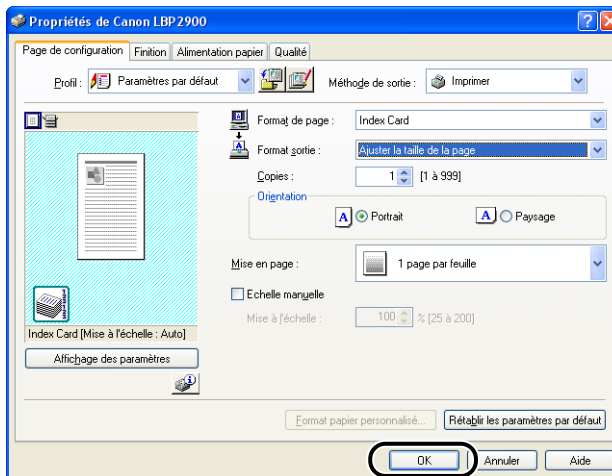 Propriétés de Canon LBP2900
Page de configuration Finition Alimentation papier Qualité
Profil : Paramètres par défaut Méthode de sortie : Imprimer
Format de page : Index Card
Format sortie : Ajuster la taille de la page
Copies : 1 [1 à 999]
Orientation
A Portrait A Paysage
Mise en page : 1 page par feuille
Echelle manuelle
Mise à l'échelle : 100 % [25 à 200]
Index Card [Mise à l'échelle : Auto]
Affichage des paramètres
Format papier personnalisé... Rétablir les paramètres par défaut
OK Annuler Aide